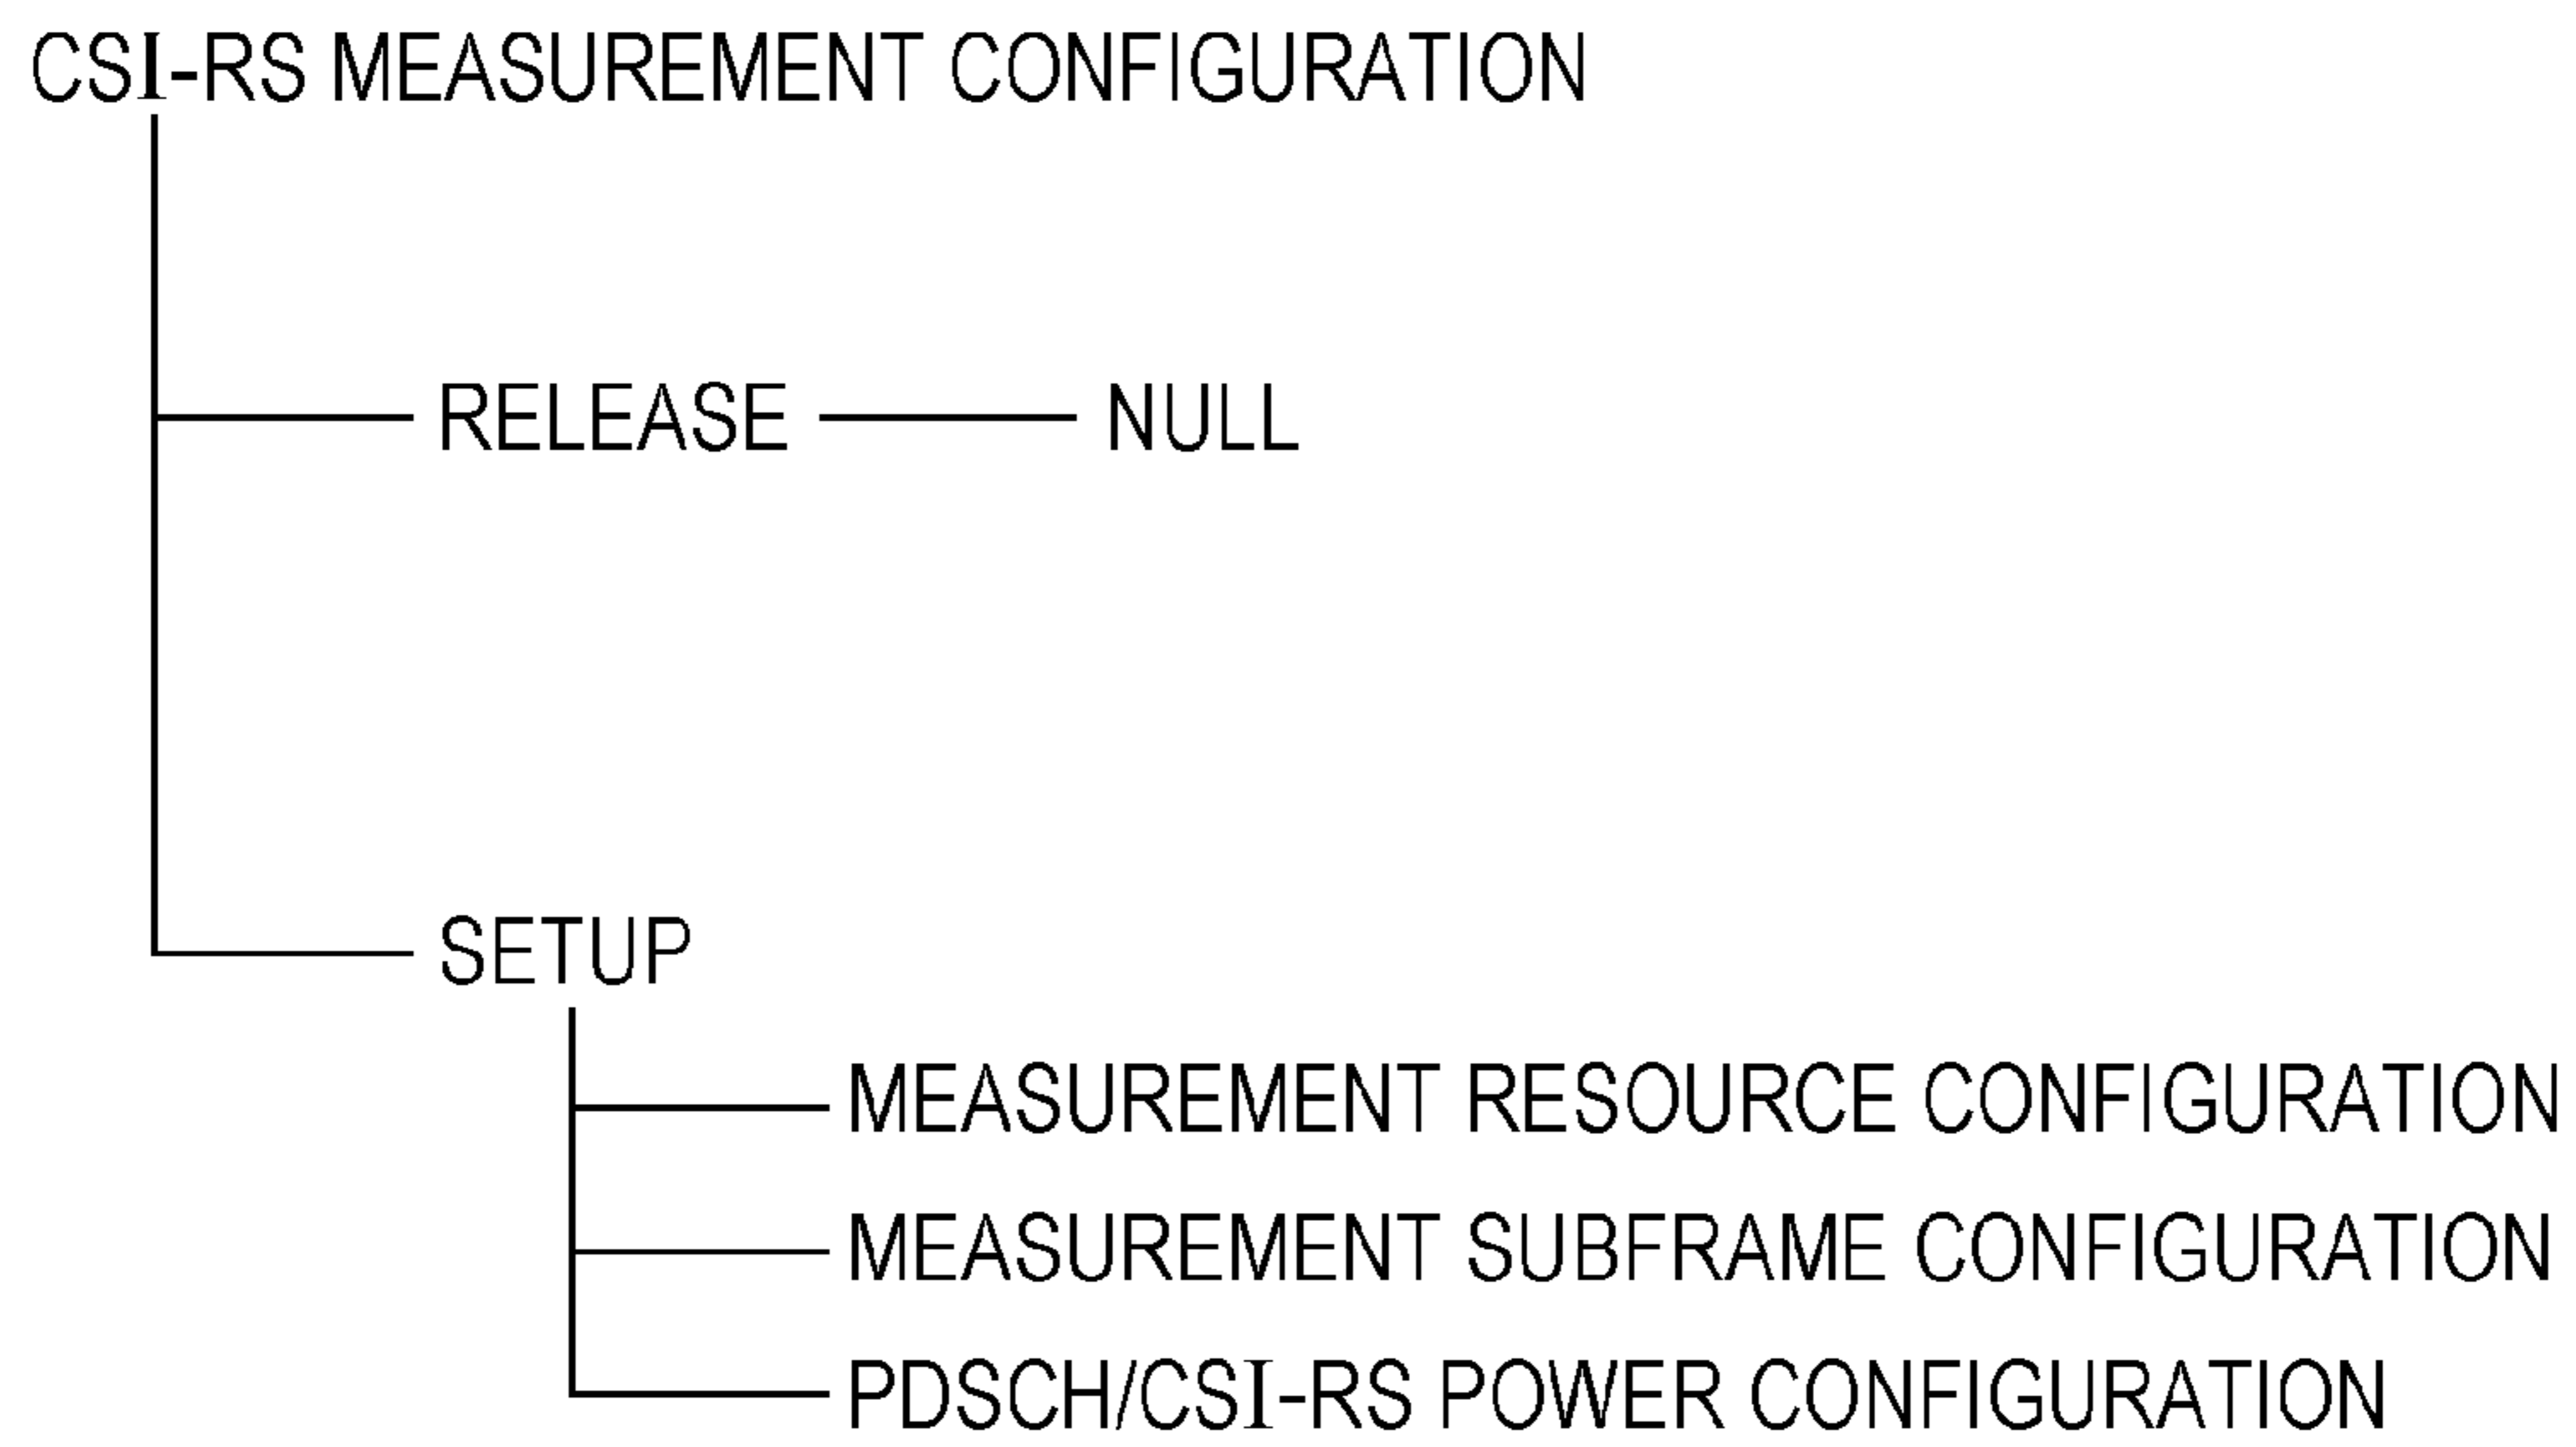 CSI-RS MEASUREMENT CONFIGURATION
RELEASE NULL
SETUP
MEASUREMENT RESOURCE CONFIGURATION
MEASUREMENT SUBFRAME CONFIGURATION
PDSCH/CSI-RS POWER CONFIGURATION